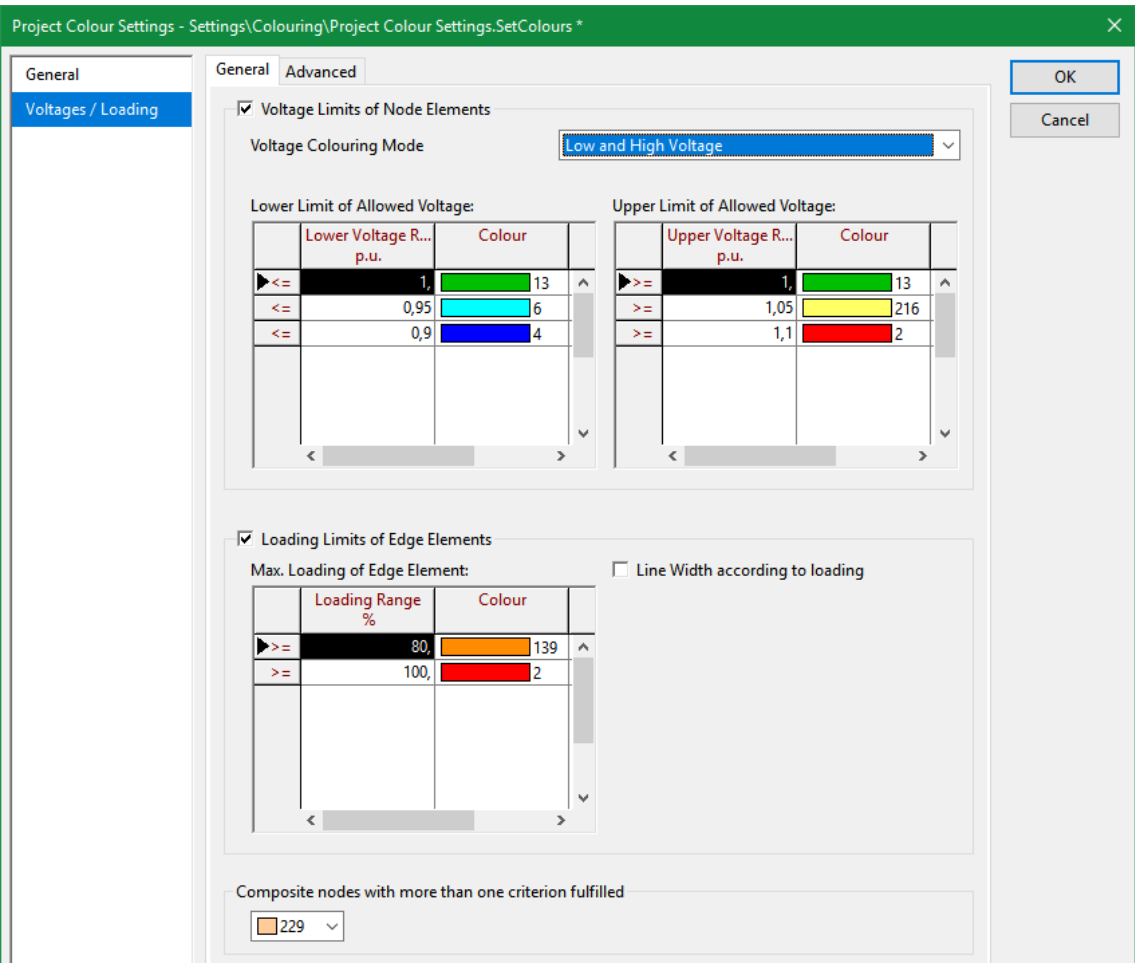 Project Colour Settings - Settings\Colouring\Project Colour Settings.SetColours *
General
Voltages / Loading
General Advanced
OK
Cancel
Voltage Limits of Node Elements
Voltage Colouring Mode Low and High Voltage
Lower Limit of Allowed Voltage:
Lower Voltage R... Colour
p.u.
<= 1, 13
<= 0,95 6
<= 0,9 4
Upper Limit of Allowed Voltage:
Upper Voltage R... Colour
p.u.
>= 1, 13
>= 1,05 216
>= 1,1 2
Loading Limits of Edge Elements
Max. Loading of Edge Element:
Line Width according to loading
Loading Range Colour
%
>= 80, 139
>= 100, 2
Composite nodes with more than one criterion fulfilled
229